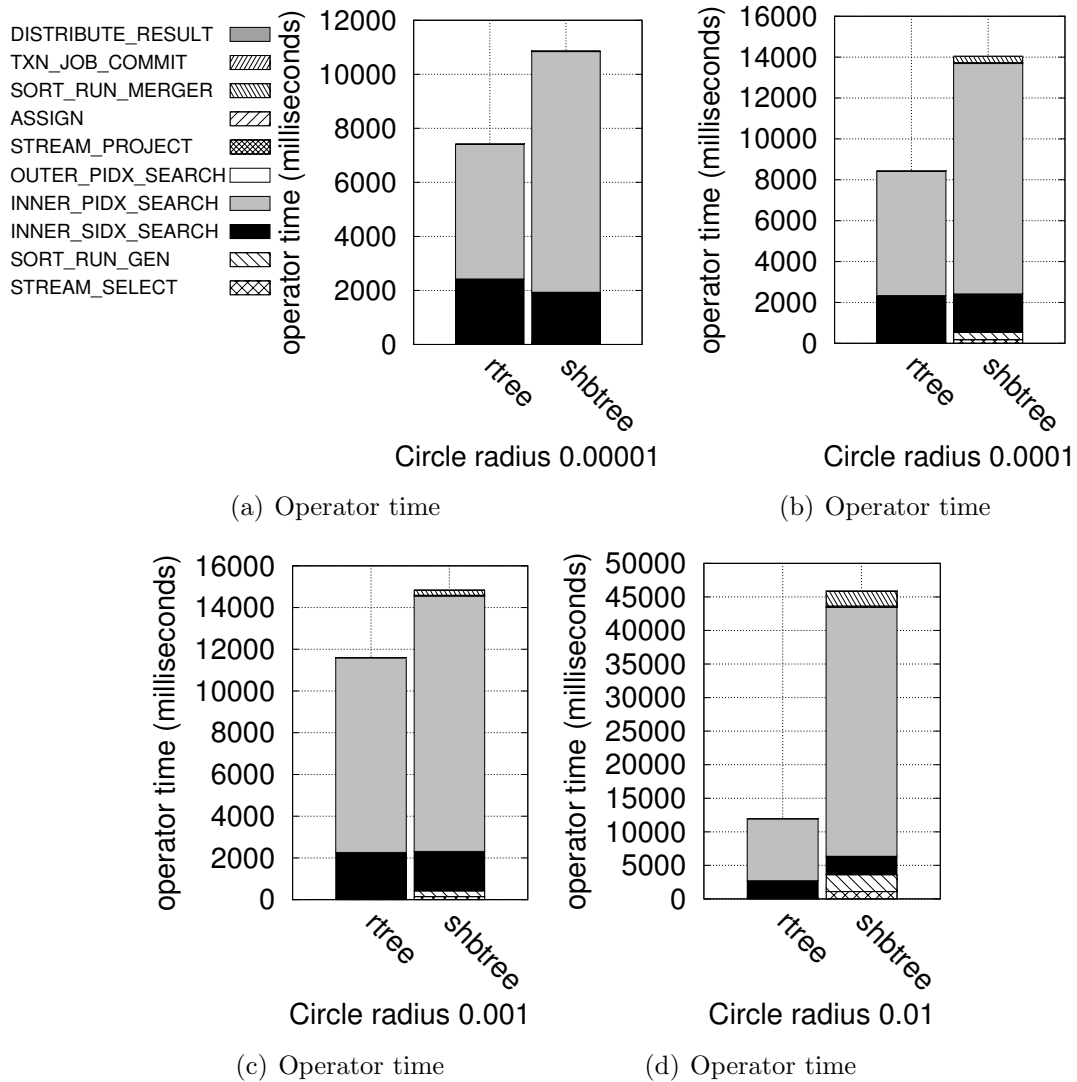 DISTRIBUTE_RESULT
TXN_JOB_COMMIT
SORT_RUN_MERGER
ASSIGN
STREAM_PROJECT
OUTER_PIDX_SEARCH
INNER_PIDX_SEARCH
INNER_SIDX_SEARCH
SORT_RUN_GEN
STREAM_SELECT
operator time (milliseconds)
12000
10000
8000
6000
4000
2000
0
rtree
shbtree
Circle radius 0.00001
(a) Operator time
operator time (milliseconds)
16000
14000
12000
10000
8000
6000
4000
2000
0
rtree
shbtree
Circle radius 0.0001
(b) Operator time
operator time (milliseconds)
16000
14000
12000
10000
8000
6000
4000
2000
0
rtree
shbtree
Circle radius 0.001
(c) Operator time
operator time (milliseconds)
50000
45000
40000
35000
30000
25000
20000
15000
10000
5000
0
rtree
shbtree
Circle radius 0.01
(d) Operator time